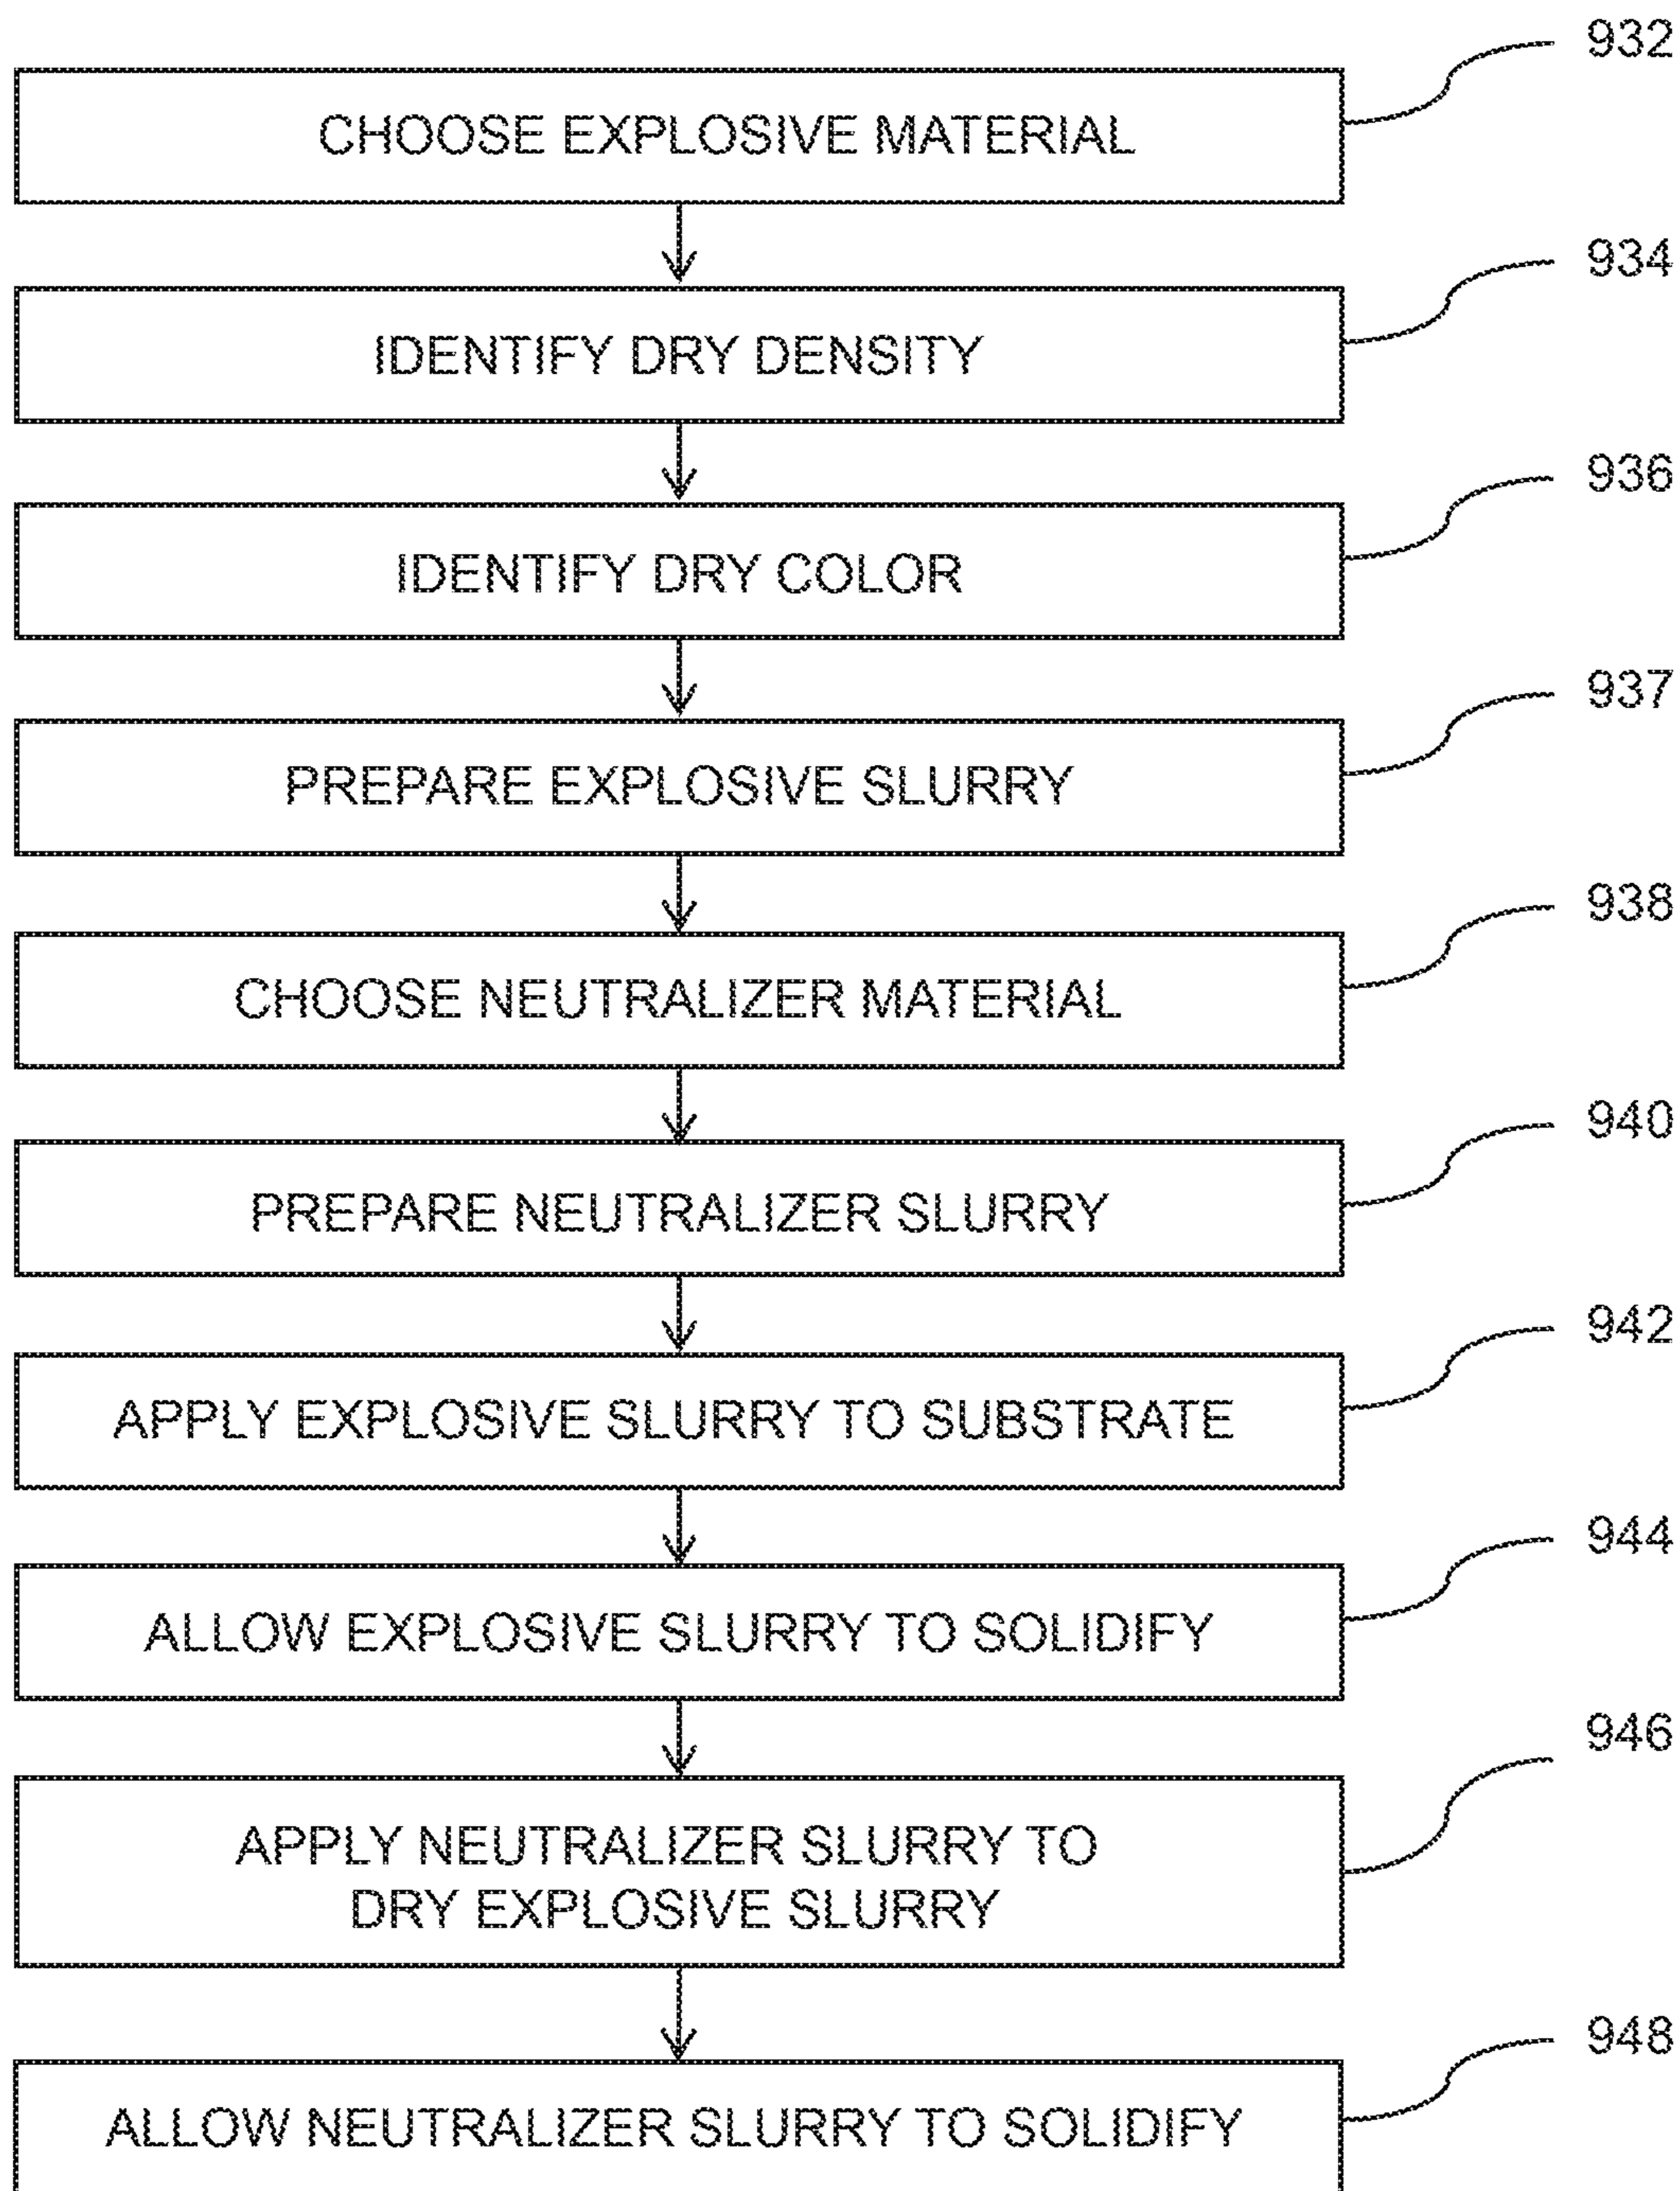 932
CHOOSE EXPLOSIVE MATERIAL
934
IDENTIFY DRY DENSITY
936
IDENTIFY DRY COLOR
937
PREPARE EXPLOSIVE SLURRY
938
CHOOSE NEUTRALIZER MATERIAL
940
PREPARE NEUTRALIZER SLURRY
942
APPLY EXPLOSIVE SLURRY TO SUBSTRATE
944
ALLOW EXPLOSIVE SLURRY TO SOLIDIFY
946
APPLY NEUTRALIZER SLURRY TO
DRY EXPLOSIVE SLURRY
948
ALLOW NEUTRALIZER SLURRY TO SOLIDIFY